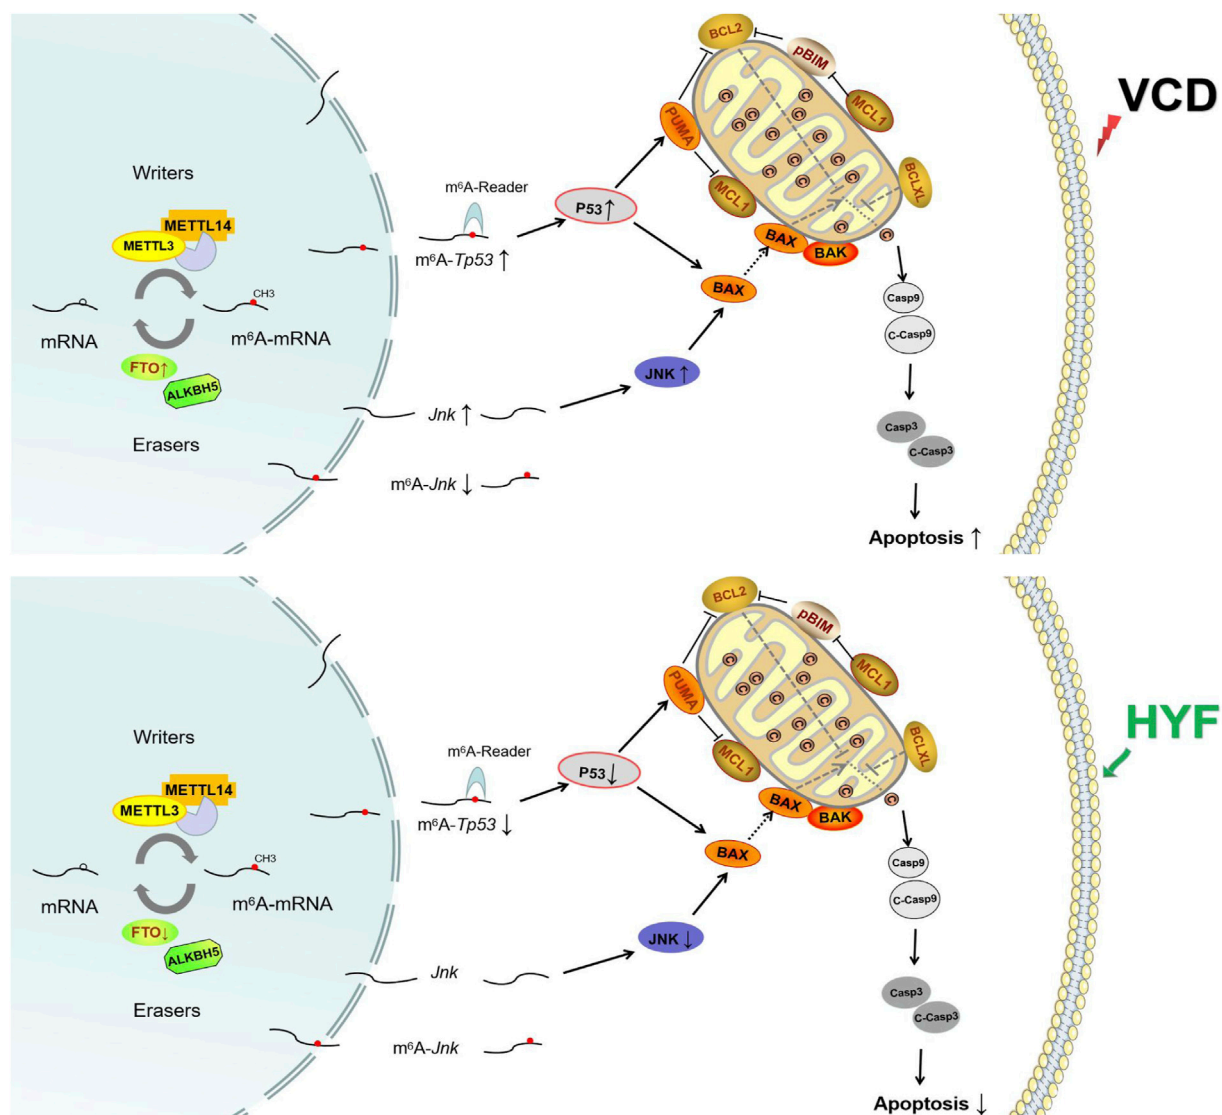 BCL2
pBIM
MCL1
VCD
PUMA
Writers
m⁶A-Reader
MCL1
BCLXL
METTL14
METTL3
P53↑
BAX
BAK
m⁶A-Tp53 ↑
CH3
BAX
Casp9
mRNA
m⁶A-mRNA
C-Casp9
FTO↑
JNK ↑
ALKBH5
Jnk ↑
Casp3
Erasers
C-Casp3
m⁶A-Jnk ↓
Apoptosis ↑
C
C
C
C
C
C
C
C
C
C
C
C
C
C
BCL2
pBIM
MCL1
PUMA
HYF
Writers
m⁶A-Reader
MCL1
BCLXL
METTL14
METTL3
P53↓
BAX
BAK
m⁶A-Tp53 ↓
CH3
BAX
Casp9
mRNA
m⁶A-mRNA
C-Casp9
FTO↓
JNK↓
ALKBH5
Jnk
Casp3
Erasers
C-Casp3
m⁶A-Jnk
Apoptosis ↓
C
C
C
C
C
C
C
C
C
C
C
C
C
C